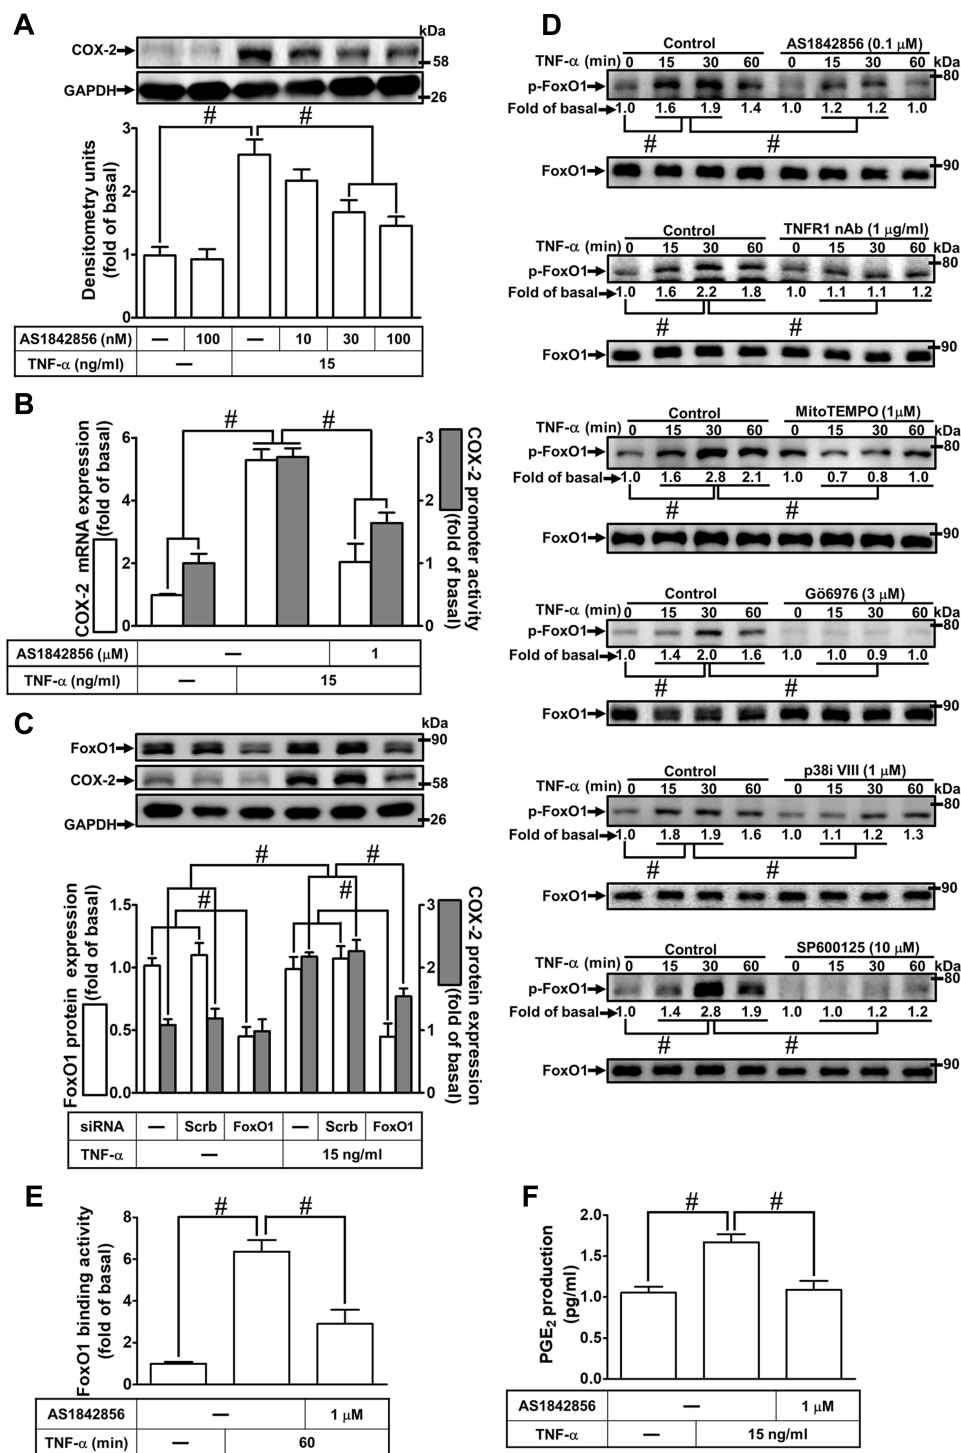 A
kDa
COX-2
58
GAPDH
26
# #
Densitometry units
(fold of basal)
3
2
1
0
AS1842856 (nM) — 100 — 10 30 100
TNF-α (ng/ml) — 15
B
# #
COX-2 mRNA expression
(fold of basal)
6
4
2
0
COX-2 promoter activity
(fold of basal)
3
2
1
0
AS1842856 (μM) — 1
TNF-α (ng/ml) — 15
C
kDa
FoxO1 90
COX-2 58
GAPDH 26
# #
# #
FoxO1 protein expression
(fold of basal)
1.5
1.0
0.5
0.0
COX-2 protein expression
(fold of basal)
3
2
1
0
siRNA — Scrb FoxO1 — Scrb FoxO1
TNF-α — 15 ng/ml
D
Control AS1842856 (0.1 μM)
TNF-α (min) 0 15 30 60 0 15 30 60 kDa
p-FoxO1 80
Fold of basal 1.0 1.6 1.9 1.4 1.0 1.2 1.2 1.0
# #
FoxO1 90
Control TNFR1 nAb (1 μg/ml)
TNF-α (min) 0 15 30 60 0 15 30 60 kDa
p-FoxO1 80
Fold of basal 1.0 1.6 2.2 1.8 1.0 1.1 1.1 1.2
# #
FoxO1 90
Control MitoTEMPO (1μM)
TNF-α (min) 0 15 30 60 0 15 30 60 kDa
p-FoxO1 80
Fold of basal 1.0 1.6 2.8 2.1 1.0 0.7 0.8 1.0
# #
FoxO1 90
Control Gö6976 (3 μM)
TNF-α (min) 0 15 30 60 0 15 30 60 kDa
p-FoxO1 80
Fold of basal 1.0 1.4 2.0 1.6 1.0 1.0 0.9 1.0
# #
FoxO1 90
Control p38i VIII (1 μM)
TNF-α (min) 0 15 30 60 0 15 30 60 kDa
p-FoxO1 80
Fold of basal 1.0 1.8 1.9 1.6 1.0 1.1 1.2 1.3
# #
FoxO1 90
Control SP600125 (10 μM)
TNF-α (min) 0 15 30 60 0 15 30 60 kDa
p-FoxO1 80
Fold of basal 1.0 1.4 2.8 1.9 1.0 1.0 1.2 1.2
# #
FoxO1 90
E
# #
FoxO1 binding activity
(fold of basal)
8
6
4
2
0
AS1842856 — 1 μM
TNF-α (min) — 60
F
# #
PGE2 production
(pg/ml)
2.0
1.5
1.0
0.5
0.0
AS1842856 — 1 μM
TNF-α — 15 ng/ml